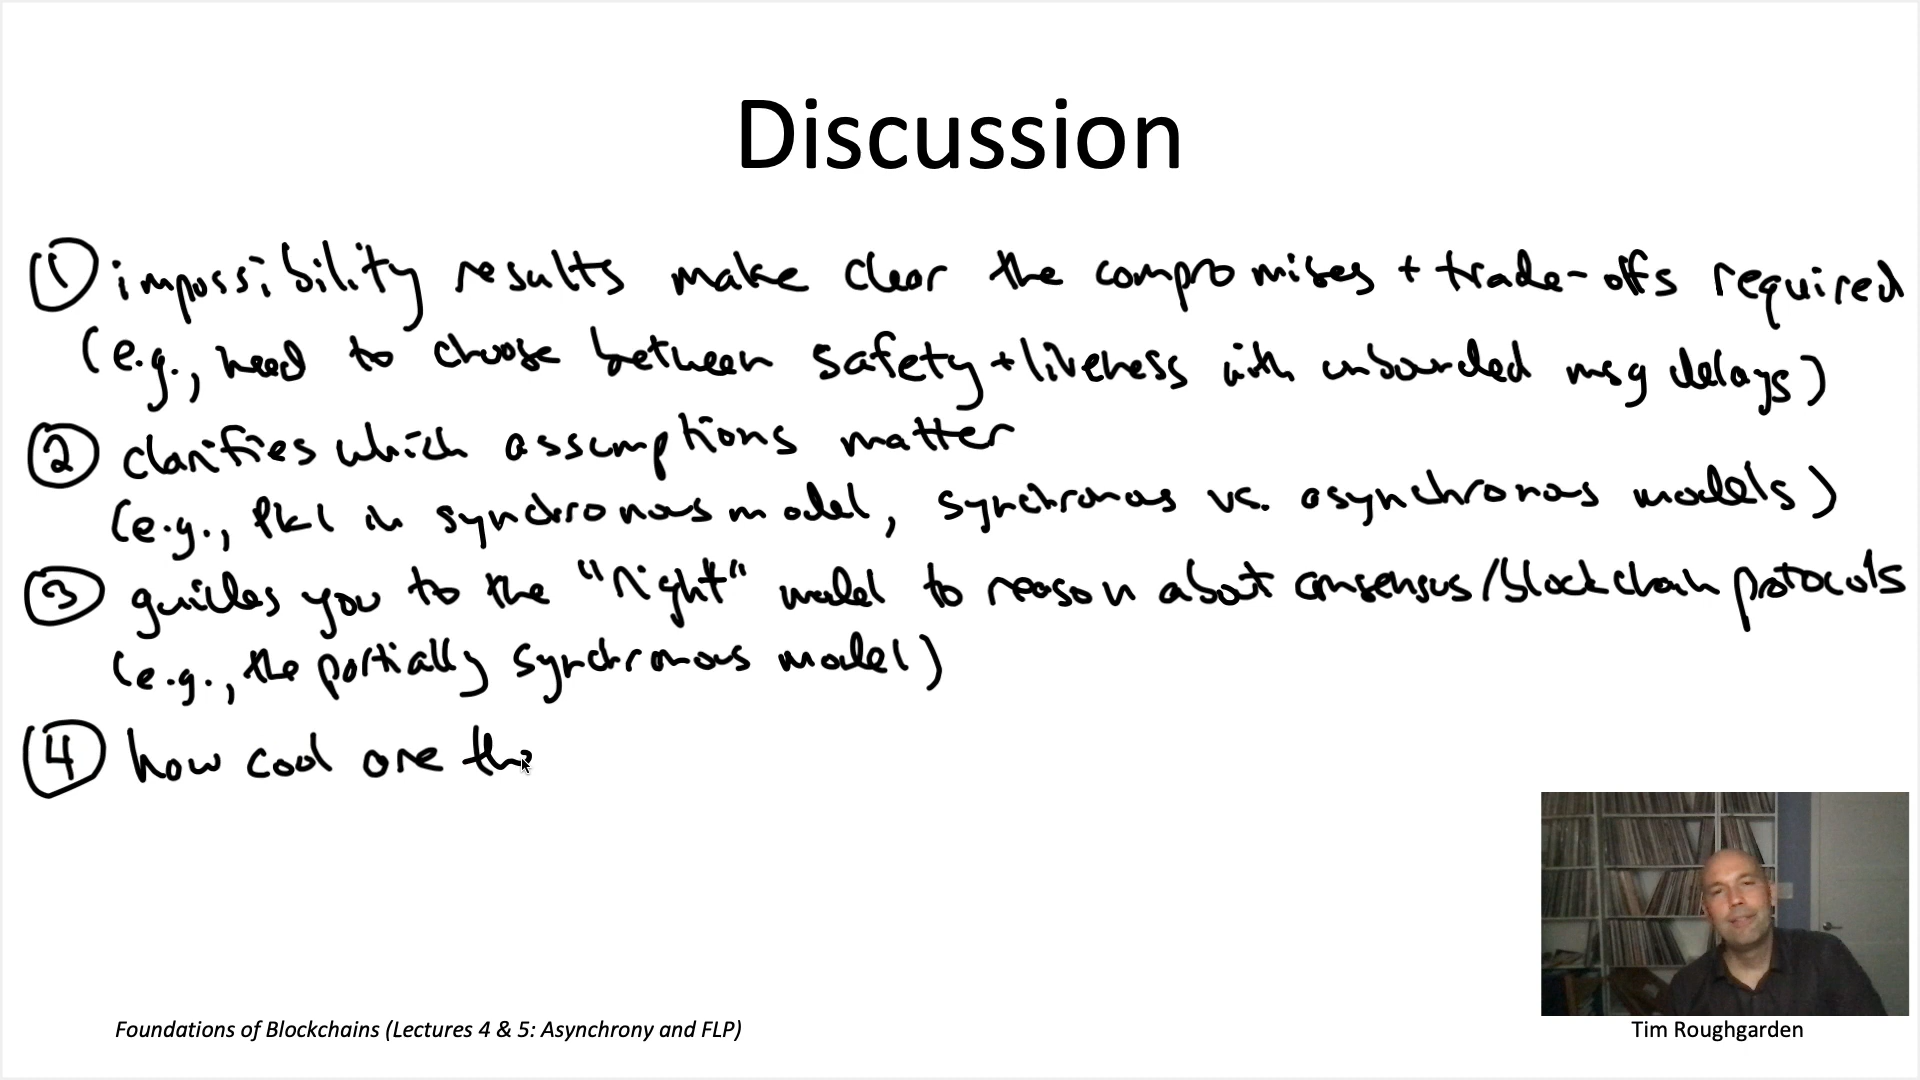 Discussion
① impossibility results make clear the compromises + trade-offs required
(e.g., need to choose between safety + liveness with unbounded msg delays)
② clarifies which assumptions matter
(e.g., PKI in synchronous model, synchronous vs. asynchronous models)
③ guides you to the "right" model to reason about consensus/blockchain protocols
(e.g., the partially synchronous model)
④ how cool are the
Foundations of Blockchains (Lectures 4 & 5: Asynchrony and FLP)
Tim Roughgarden